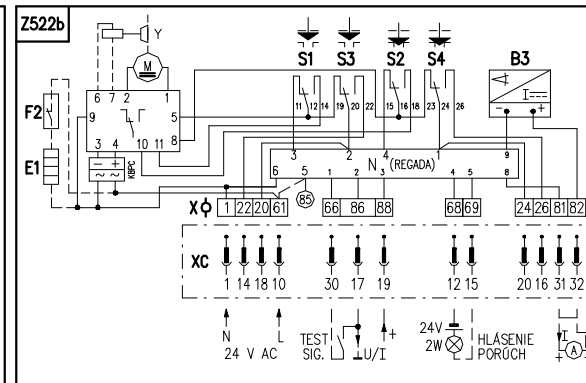 Z522b
Y
S1 S3 S2 S4 B3
M
6 7 2 1
F2
9 5
8
3 4 10 11
E1
KBPC
11 12 14 19 20 22 15 16 18 23 24 26
I
- +
3 2 4 1 9
N (REGADA)
6 5 1 2 3 4 5 8
85
X 1 22 20 61 66 86 88 68 69 24 26 81 82
XC
1 14 18 10 30 17 19 12 15 20 16 31 32
N L
24 V AC
TEST
SIG.
U/I
+
24V
2W
HLÁSENIE
PORÚCH
I
A